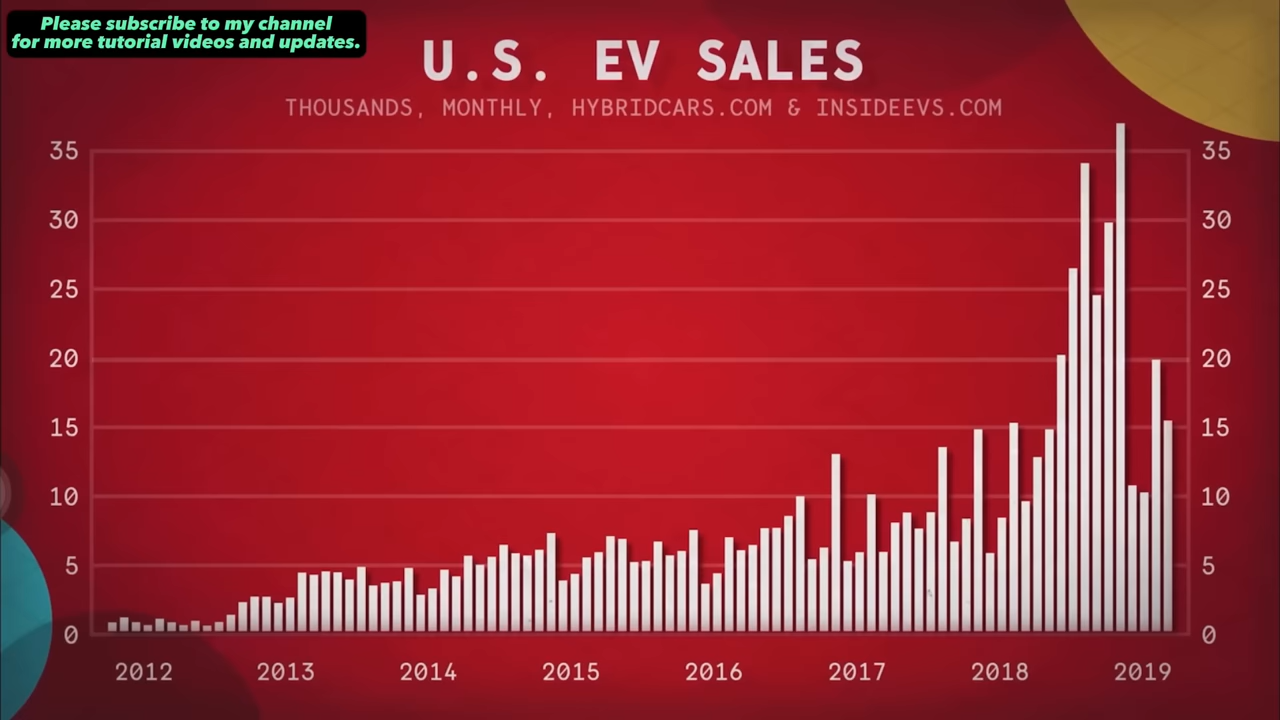 Please subscribe to my channel
for more tutorial videos and updates.
U.S. EV SALES
THOUSANDS, MONTHLY, HYBRIDCARS.COM & INSIDEEVS.COM
35 35
30 30
25 25
20 20
15 15
10 10
5 5
0 0
2012 2013 2014 2015 2016 2017 2018 2019